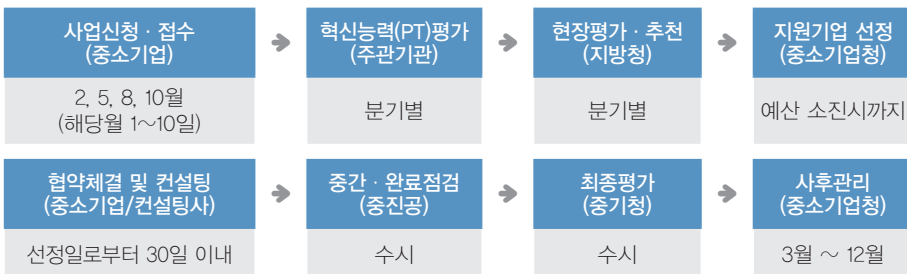 사업신청 · 접수
(중소기업)
혁신능력(PT)평가
(주관기관)
현장평가 · 추천
(지방청)
지원기업 선정
(중소기업청)
2, 5, 8, 10월
(해당월 1~10일)
분기별
분기별
예산 소진시까지
협약체결 및 컨설팅
(중소기업/컨설팅사)
중간 · 완료점검
(중진공)
최종평가
(중기청)
사후관리
(중소기업청)
선정일로부터 30일 이내
수시
수시
3월 ~ 12월